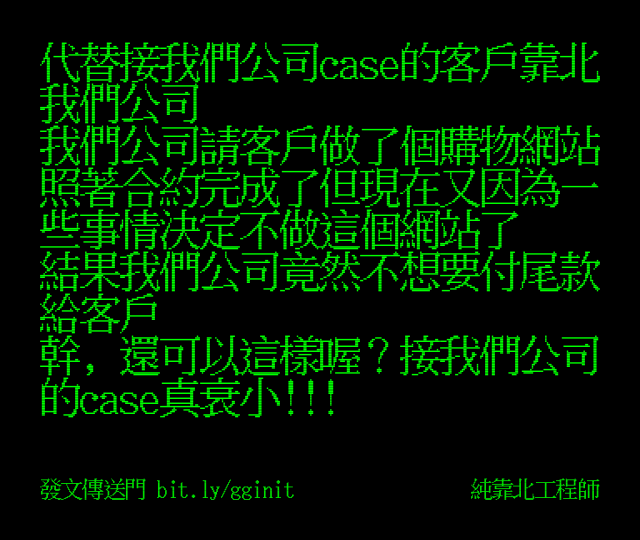 代替接我們公司case的客戶靠北
我們公司
我們公司請客戶做了個購物網站
照著合約完成了但現在又因為一
些事情決定不做這個網站了
結果我們公司竟然不想要付尾款
給客戶
幹，還可以這樣喔？接我們公司
的case真衰小!!!
發文傳送門 bit.ly/gginit
純靠北工程師